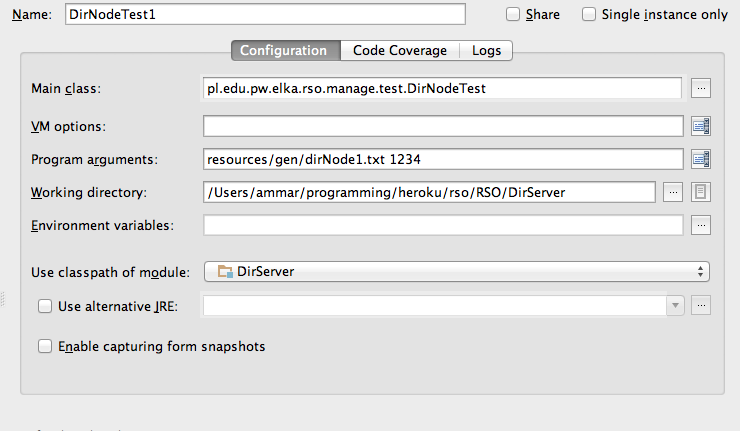 Name: DirNodeTest1 Share Single instance only
Configuration Code Coverage Logs
Main class: pl.edu.pw.elka.rso.manage.test.DirNodeTest ...
VM options:
Program arguments: resources/gen/dirNode1.txt 1234
Working directory: /Users/ammar/programming/heroku/rso/RSO/DirServer ...
Environment variables: ...
Use classpath of module: DirServer
Use alternative JRE: ...
Enable capturing form snapshots